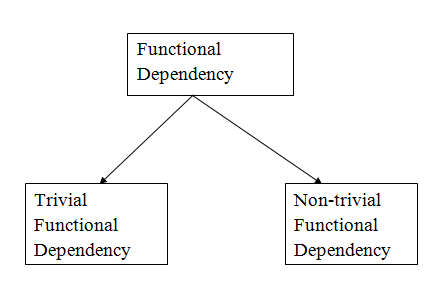 Functional
Dependency
Trivial
Functional
Dependency
Non-trivial
Functional
Dependency